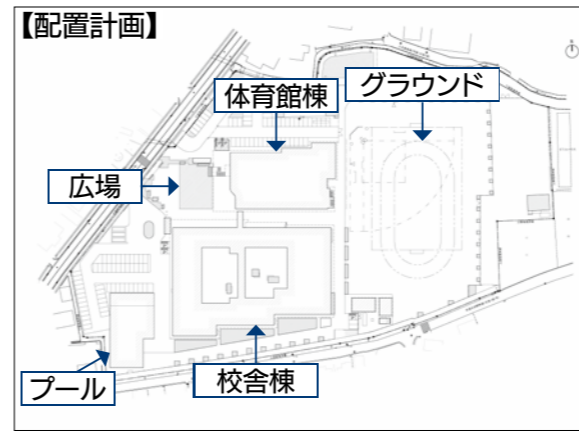 【配置計画】
体育館棟
グラウンド
広場
プール
校舎棟